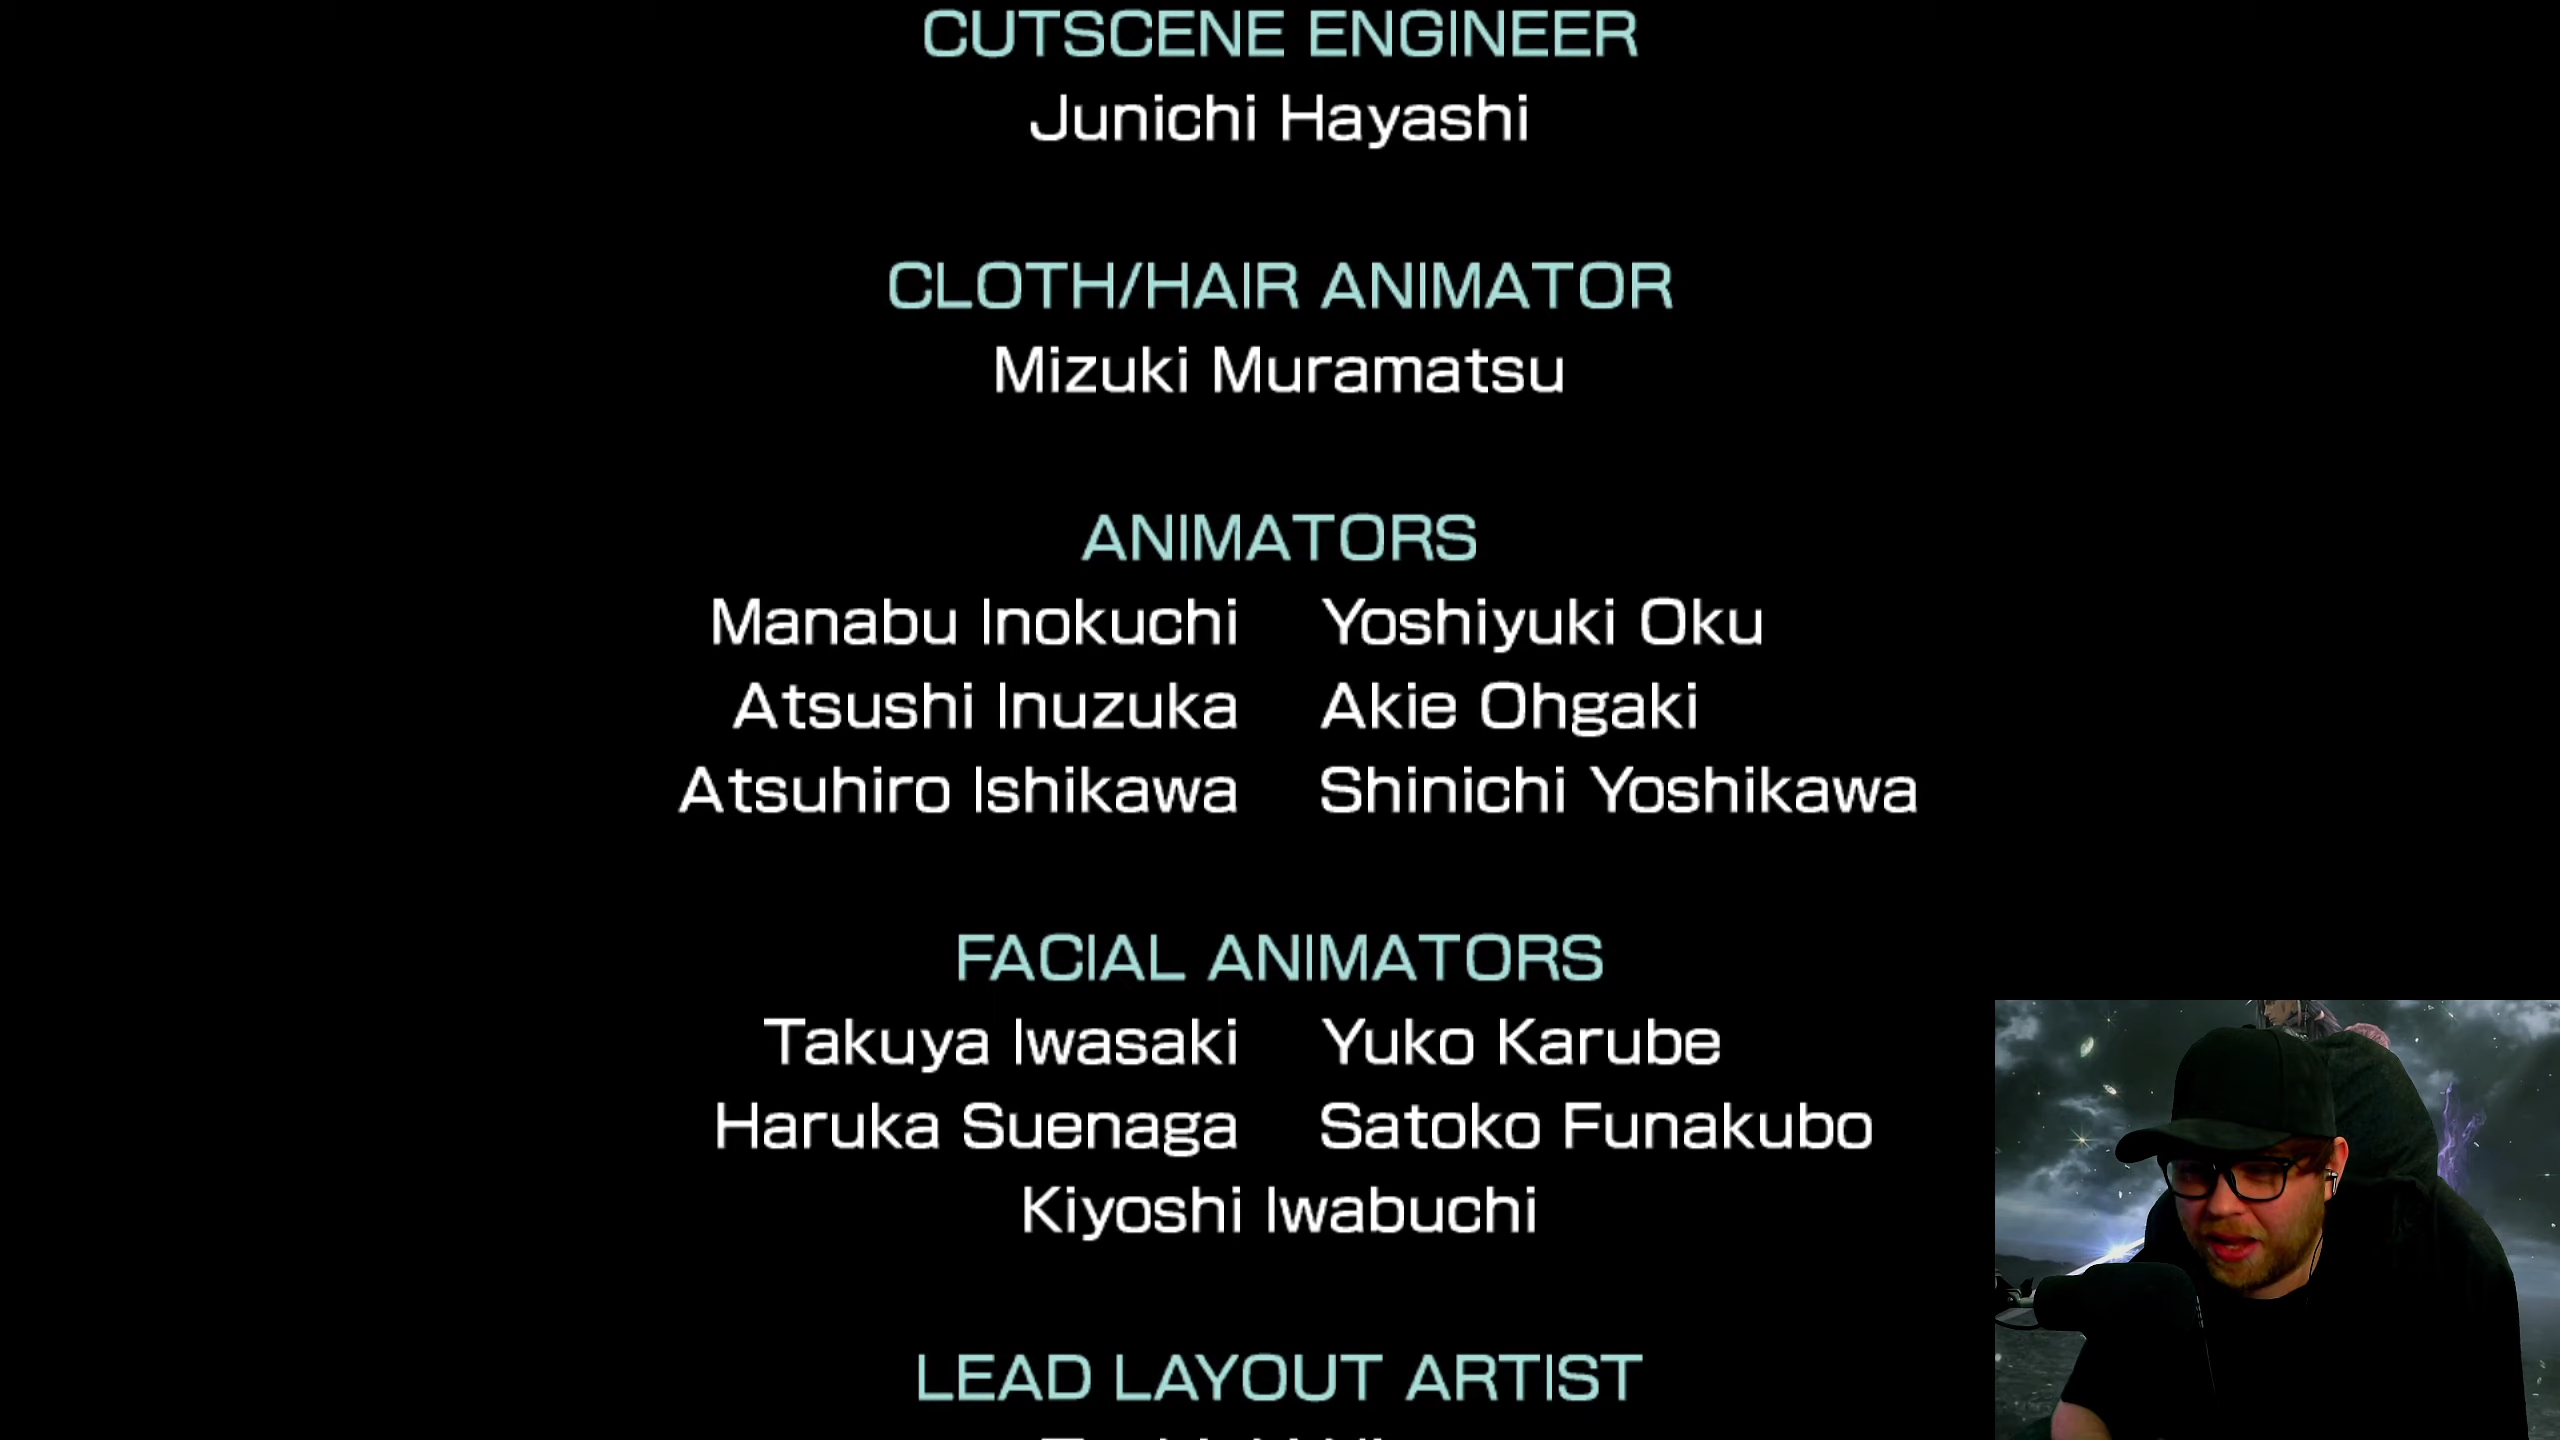 CUTSCENE ENGINEER
Junichi Hayashi
CLOTH/HAIR ANIMATOR
Mizuki Muramatsu
ANIMATORS
Manabu Inokuchi Yoshiyuki Oku
Atsushi Inuzuka Akie Ohgaki
Atsuhiro Ishikawa Shinichi Yoshikawa
FACIAL ANIMATORS
Takuya Iwasaki Yuko Karube
Haruka Suenaga Satoko Funakubo
Kiyoshi Iwabuchi
LEAD LAYOUT ARTIST